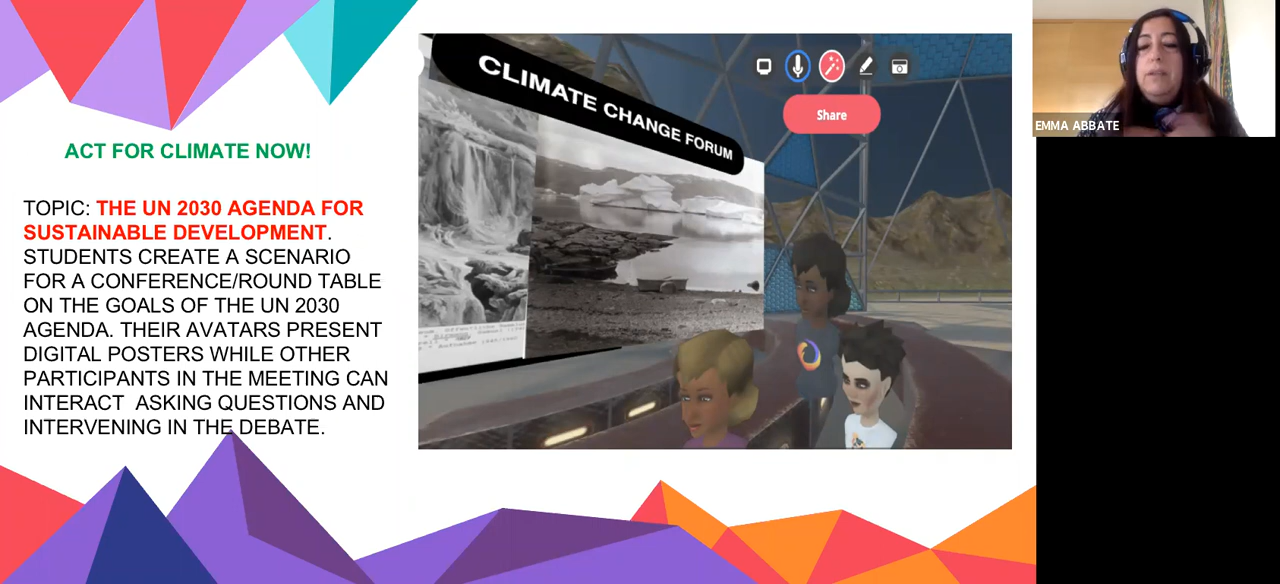 ACT FOR CLIMATE NOW!
TOPIC: THE UN 2030 AGENDA FOR
SUSTAINABLE DEVELOPMENT.
STUDENTS CREATE A SCENARIO
FOR A CONFERENCE/ROUND TABLE
ON THE GOALS OF THE UN 2030
AGENDA. THEIR AVATARS PRESENT
DIGITAL POSTERS WHILE OTHER
PARTICIPANTS IN THE MEETING CAN
INTERACT ASKING QUESTIONS AND
INTERVENING IN THE DEBATE.
CLIMATE CHANGE FORUM
Share
EMMA ABBATE